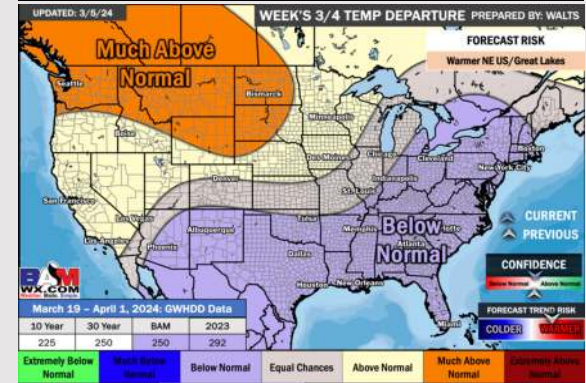 UPDATED: 3/5/24
WEEK'S 3/4 TEMP DEPARTURE PREPARED BY: WALTS
FORECAST RISK
Warmer NE US/Great Lakes
Much Above
Normal
Seattle
Bismarck
Minneapolis
Boise
Boston
Des Moines
Chicago
Cleveland
New York City
Indianapolis
Denver
St. Louis
San Francisco
Las Vegas
Tulsa
Los Angeles
Albuquerque
Memphis
Below
Normal
Phoenix
Atlanta
Dallas
Houston
New Orleans
Miami
CURRENT
PREVIOUS
CONFIDENCE
Below Normal Above Normal
FORECAST TREND RISK
COLDER WARMER
BAM
WX.COM
March 19 – April 1, 2024: GWHDD Data
10 Year 30 Year BAM 2023
225 250 250 292
Extremely Below
Normal
Much Below
Normal
Below Normal
Equal Chances
Above Normal
Much Above
Normal
Extremely Above
Normal